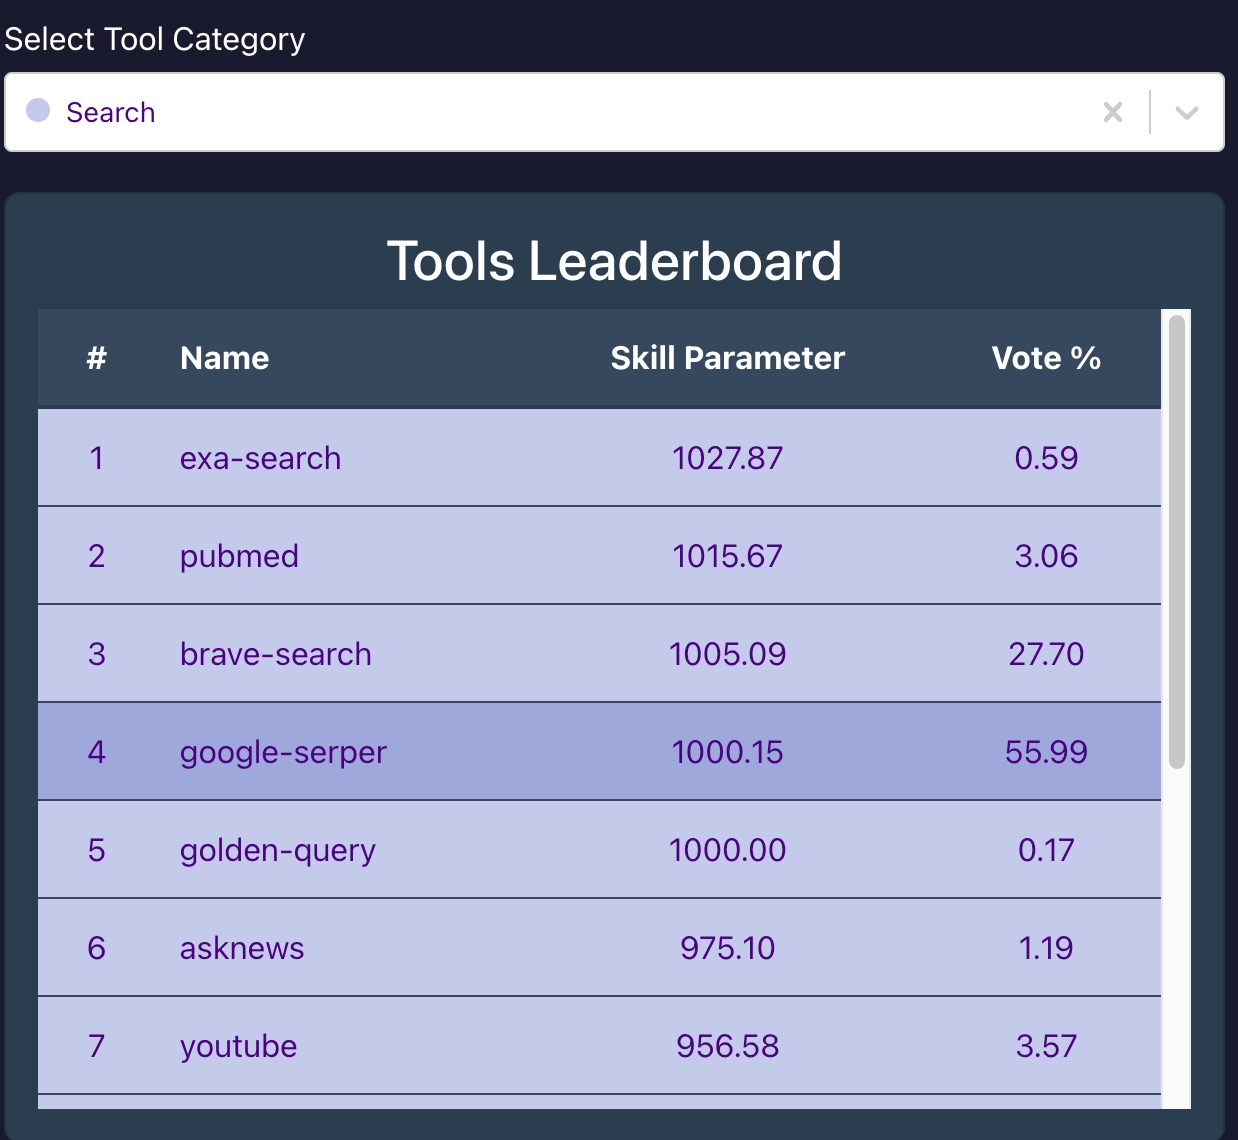 Select Tool Category
Search
Tools Leaderboard
# Name Skill Parameter Vote %
1 exa-search 1027.87 0.59
2 pubmed 1015.67 3.06
3 brave-search 1005.09 27.70
4 google-serper 1000.15 55.99
5 golden-query 1000.00 0.17
6 asknews 975.10 1.19
7 youtube 956.58 3.57